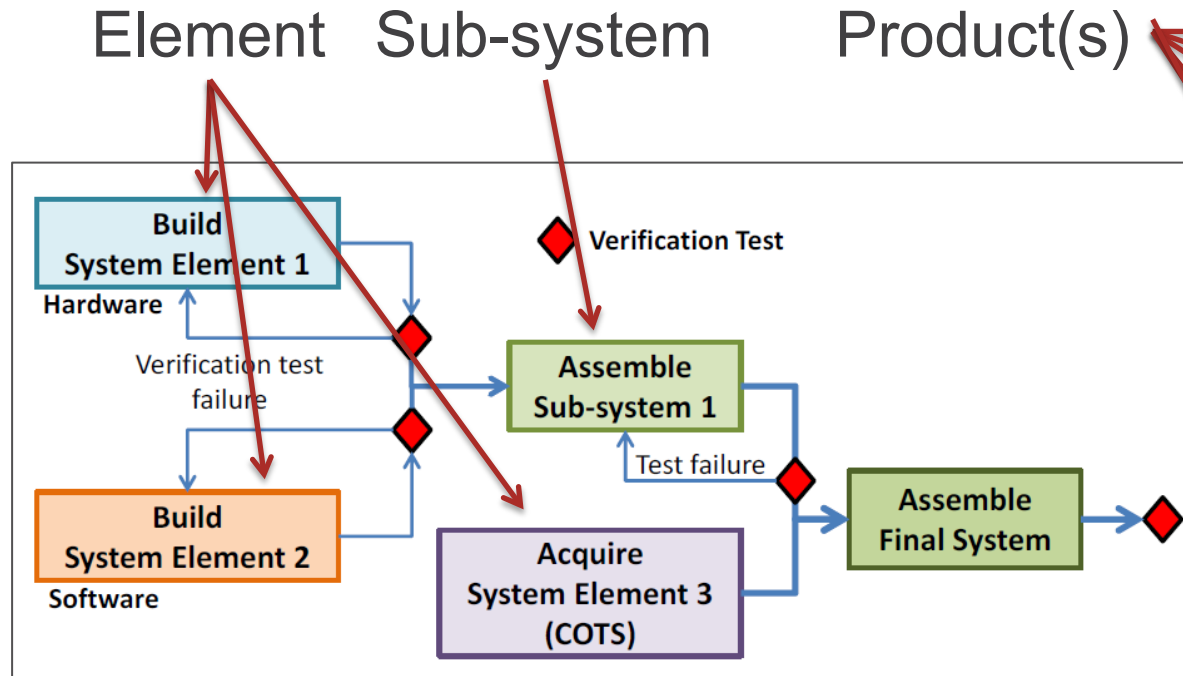 Element Sub-system Product(s)
Build
System Element 1
Hardware
Verification Test
Verification test
failure
Assemble
Sub-system 1
Test failure
Build
System Element 2
Software
Acquire
System Element 3
(COTS)
Assemble
Final System